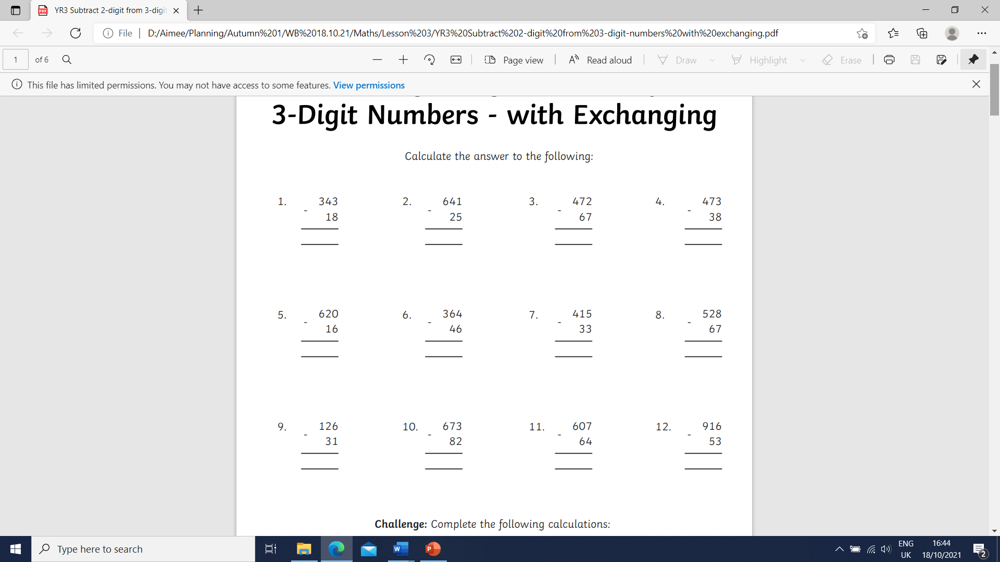 YR3 Subtract 2-digit from 3-digit
File D:/Aimee/Planning/Autumn%201/WB%2018.10.21/Maths/Lesson%203/YR3%20Subtract%202-digit%20from%203-digit-numbers%20with%20exchanging.pdf
1 of 6 Page view Read aloud Draw Highlight Erase
This file has limited permissions. You may not have access to some features. View permissions
3-Digit Numbers - with Exchanging
Calculate the answer to the following:
1. 343 2. 641 3. 472 4. 473
- - - -
18 25 67 38
5. 620 6. 364 7. 415 8. 528
- - - -
16 46 33 67
9. 126 10. 673 11. 607 12. 916
- - - -
31 82 64 53
Challenge: Complete the following calculations:
Type here to search
ENG 16:44
UK 18/10/2021 2